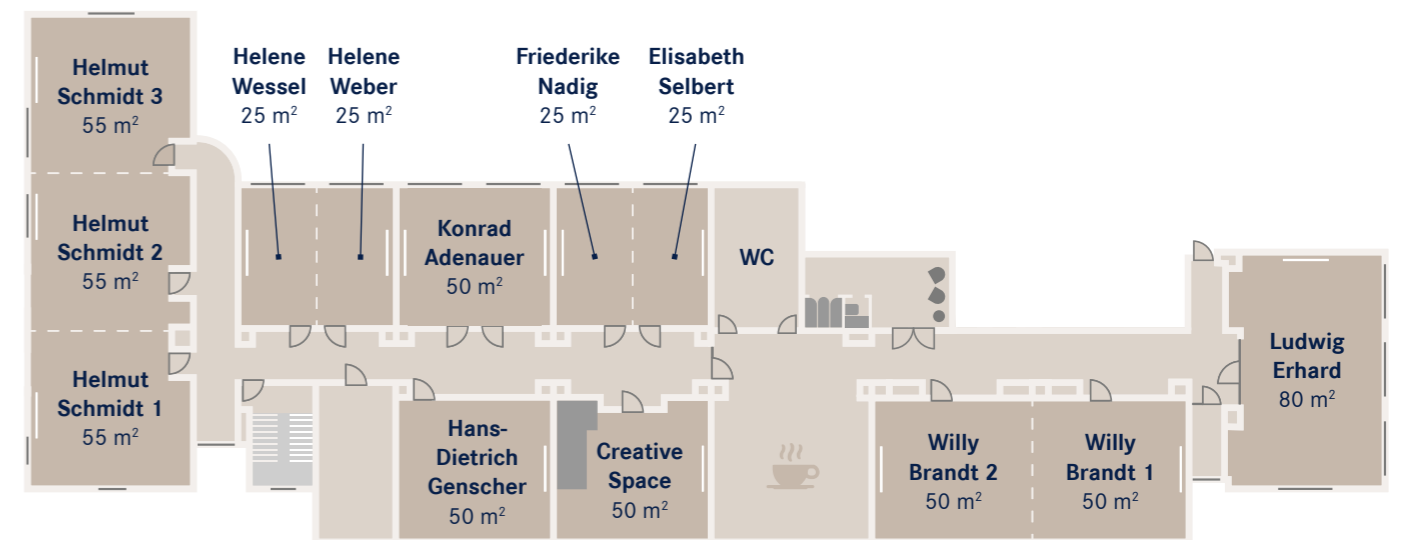 Helmut
Schmidt 3
55 m²
Helene
Wessel
25 m²
Helene
Weber
25 m²
Friederike
Nadig
25 m²
Elisabeth
Selbert
25 m²
Helmut
Schmidt 2
55 m²
Konrad
Adenauer
50 m²
WC
Helmut
Schmidt 1
55 m²
Hans-
Dietrich
Genscher
50 m²
Creative
Space
50 m²
Willy
Brandt 2
50 m²
Willy
Brandt 1
50 m²
Ludwig
Erhard
80 m²